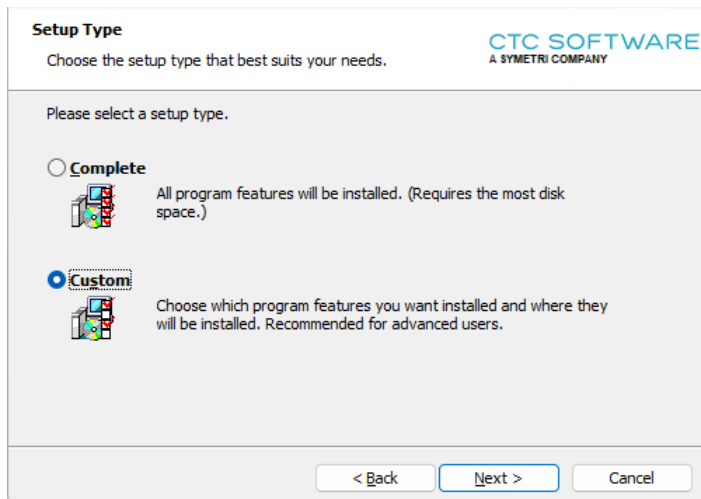 Setup Type
Choose the setup type that best suits your needs.
CTC SOFTWARE
A SYMETRI COMPANY
Please select a setup type.
Complete
All program features will be installed. (Requires the most disk
space.)
Custom
Choose which program features you want installed and where they
will be installed. Recommended for advanced users.
< Back
Next >
Cancel